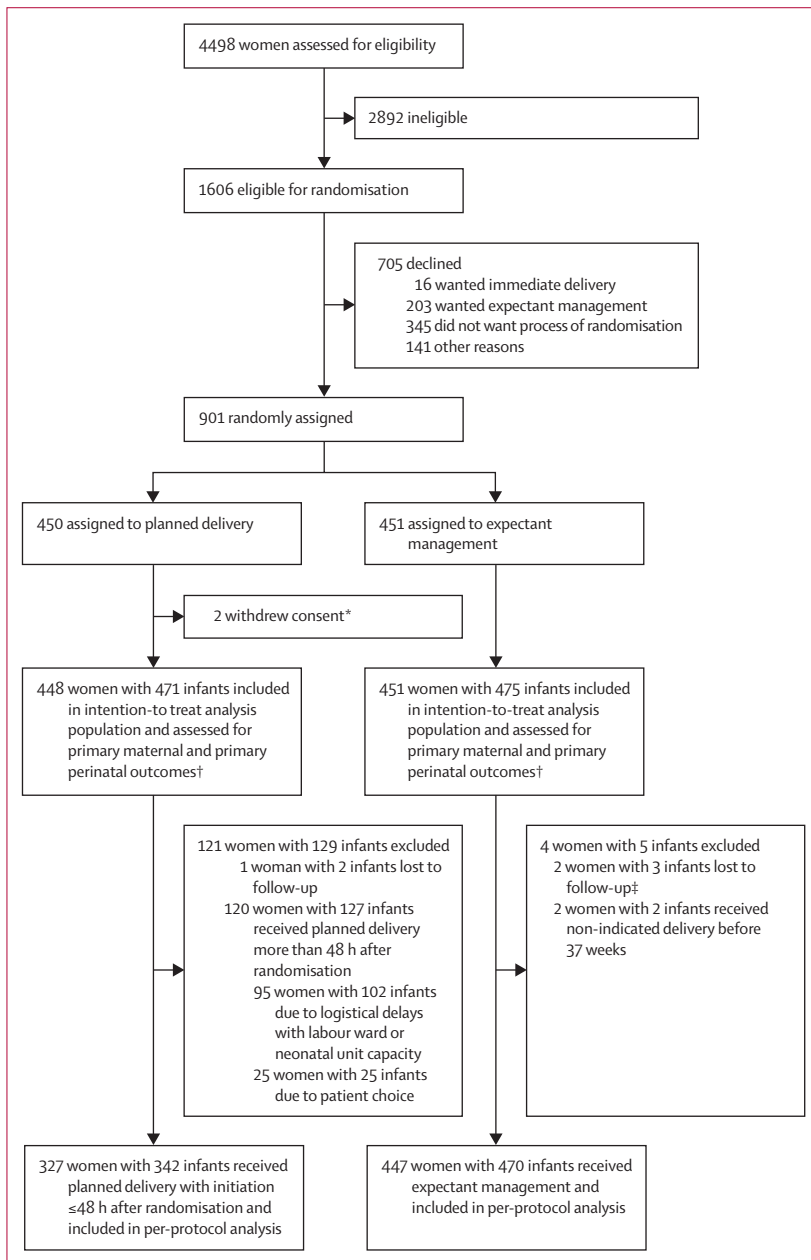 4498 women assessed for eligibility
2892 ineligible
1606 eligible for randomisation
705 declined
16 wanted immediate delivery
203 wanted expectant management
345 did not want process of randomisation
141 other reasons
901 randomly assigned
450 assigned to planned delivery
451 assigned to expectant
management
2 withdrew consent*
448 women with 471 infants included
in intention-to treat analysis
population and assessed for
primary maternal and primary
perinatal outcomes†
451 women with 475 infants included
in intention-to-treat analysis
population and assessed for
primary maternal and primary
perinatal outcomes†
121 women with 129 infants excluded
1 woman with 2 infants lost to
follow-up
120 women with 127 infants
received planned delivery
more than 48 h after
randomisation
95 women with 102 infants
due to logistical delays
with labour ward or
neonatal unit capacity
25 women with 25 infants
due to patient choice
4 women with 5 infants excluded
2 women with 3 infants lost to
follow-up‡
2 women with 2 infants received
non-indicated delivery before
37 weeks
327 women with 342 infants received
planned delivery with initiation
≤48 h after randomisation and
included in per-protocol analysis
447 women with 470 infants received
expectant management and
included in per-protocol analysis